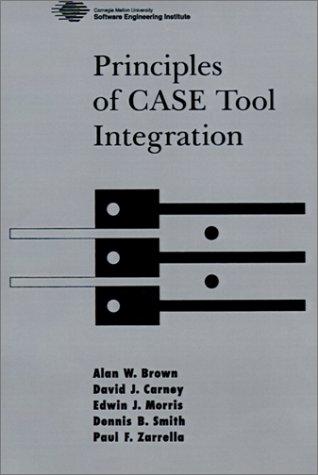 Carnegie Mellon University
Software Engineering Institute
Principles
of CASE Tool
Integration
Alan W. Brown
David J. Carney
Edwin J. Morris
Dennis B. Smith
Paul F. Zarrella